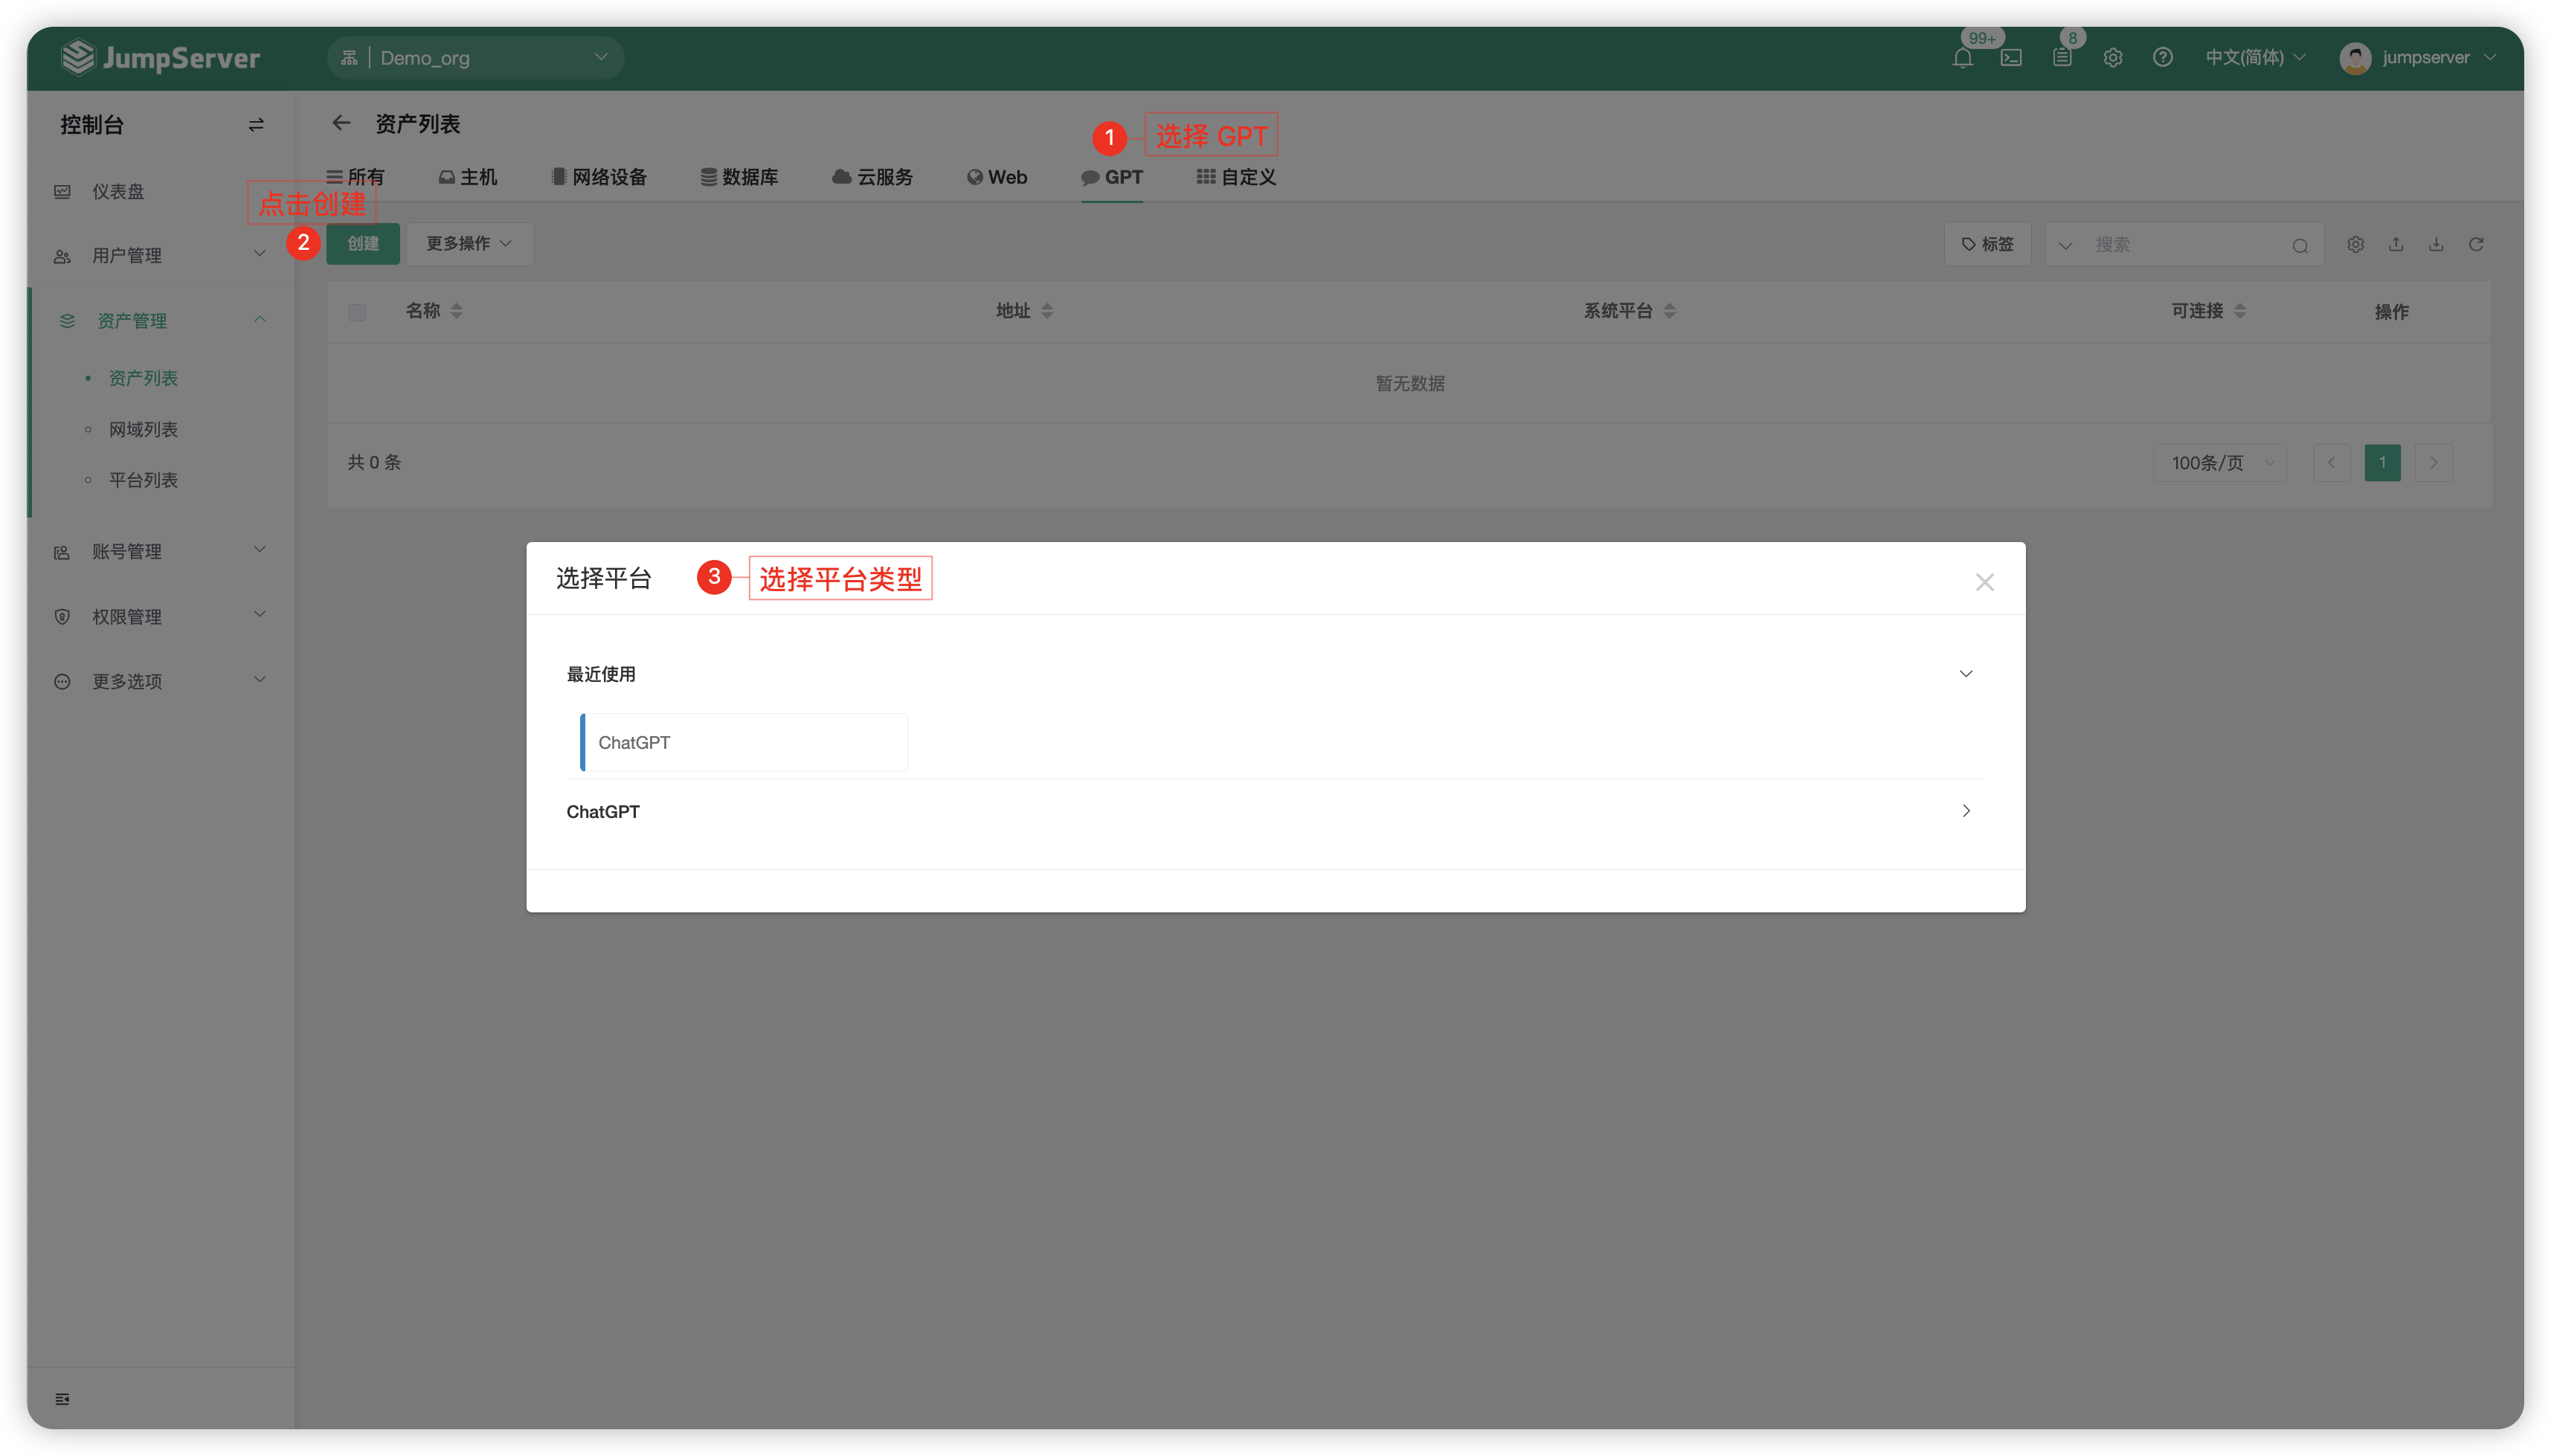 JumpServer
Demo_org
99+
8
中文(简体)
jumpserver
控制台
资产列表
1 选择 GPT
所有 主机 网络设备 数据库 云服务 Web GPT 自定义
仪表盘
点击创建
2 创建 更多操作
标签 搜索
用户管理
名称 地址 系统平台 可连接 操作
资产管理
资产列表
暂无数据
网域列表
共 0 条 100条/页 1
平台列表
账号管理
选择平台 3 选择平台类型
权限管理
最近使用
更多选项
ChatGPT
ChatGPT